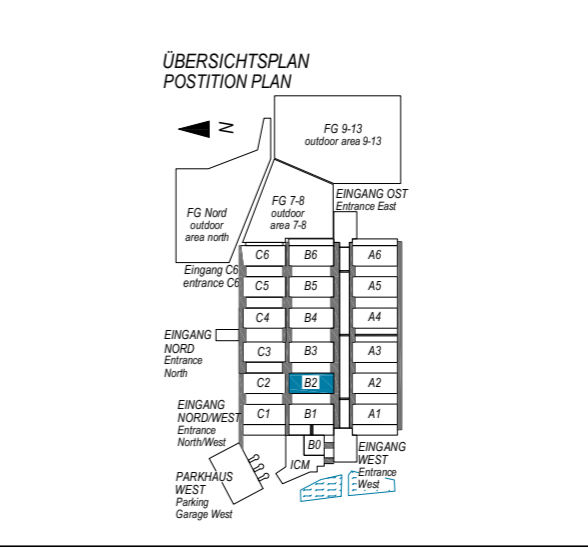 ÜBERSICHTSPLAN
POSTITION PLAN
N
FG 9-13
outdoor area 9-13
EINGANG OST
Entrance East
FG 7-8
outdoor
area 7-8
FG Nord
outdoor
area north
Eingang C6
entrance C6
C6
B6
A6
C5
B5
A5
C4
B4
A4
EINGANG
NORD
Entrance
North
C3
B3
A3
C2
B2
A2
EINGANG
NORD/WEST
Entrance
North/West
C1
B1
A1
B0
ICM
EINGANG
WEST
Entrance
West
PARKHAUS
WEST
Parking
Garage West